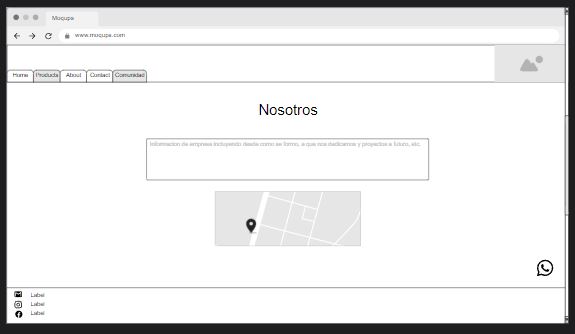 Moqups
www.moqups.com
Home Products About Contact Comunidad
Nosotros
Informacion de empresa incluyendo desde como se formo, a que nos dedicamos y proyectos a futuro, etc.
Label
Label
Label